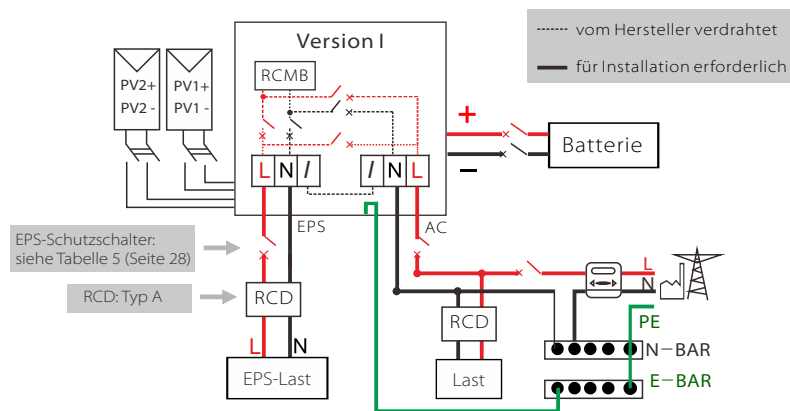 Version I
vom Hersteller verdrahtet
für Installation erforderlich
RCMB
PV2+
PV2 -
PV1+
PV1 -
+
−
Batterie
L N /
/ N L
EPS
AC
EPS-Schutzschalter:
siehe Tabelle 5 (Seite 28)
RCD: Typ A
RCD
L
N
EPS-Last
RCD
Last
L
N
PE
N−BAR
E−BAR